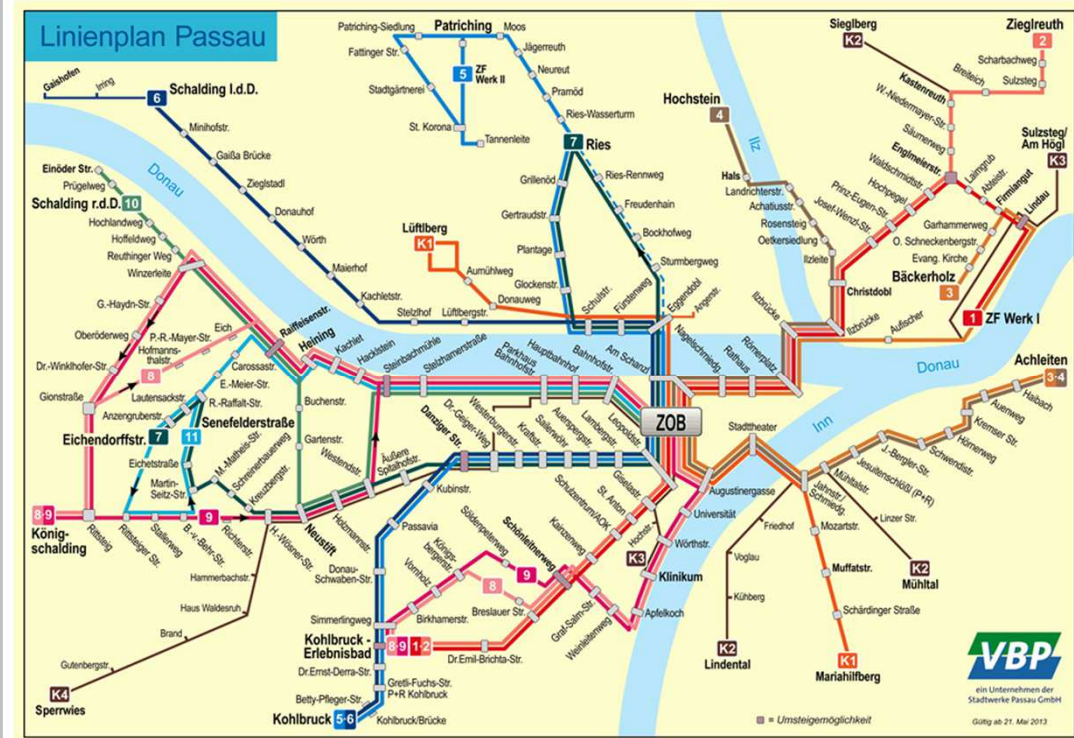 Linienplan Passau
Gaishofen
Irring
6
Schalding l.d.D.
Minihofstr.
Gaißa Brücke
Zieglstadl
Donauhof
Wörth
Maierhof
Kachletstr.
Stelzlhof
Lüftlbergstr.
Donau
Patriching-Siedlung
Patriching
Moos
Fattinger Str.
5
ZF
Werk II
Jägerreuth
Neureut
Pramöd
Ries-Wasserturm
Stadtgärtnerei
St. Korona
Tannenleite
7
Ries
Grillenöd
Ries-Rennweg
Gertraudstr.
Freudenhain
Plantage
Bockhofweg
Glockenstr.
Sturmbergweg
Schulstr.
Fürstenweg
Eggendobl
Angerstr.
Lüftlberg
K1
Aumühlweg
Donauweg
Hochstein
4
Ilz
Hals
Landrichterstr.
Achatiusstr.
Rosensteig
Oetkersiedlung
Ilzleite
Sieglberg
K2
Zieglreuth
2
Scharbachweg
Sulzsteg
Breiteich
Kastenreuth
W.-Niedermayer-Str.
Säumerweg
Englmeierstr.
Waldschmidtstr.
Hochpegel
Prinz-Eugen-Str.
Josef-Wenzl-Str.
Sulzsteg/
Am Högl
K3
Laimgrub
Abteistr.
Firmiangut
Lindau
Garhammerweg
O. Schneckenbergstr.
Evang. Kirche
Bäckerholz
3
Christdobl
1
ZF Werk I
Ilzbrücke
Ilzbrücke
Aufischer
Donau
Einöder Str.
Prügelweg
Schalding r.d.D.
10
Hochlandweg
Hoffeldweg
Reuthinger Weg
Winzerleite
G.-Haydn-Str.
Oberöderweg
Dr.-Winklhofer-Str.
Gionstraße
P.-R.-Mayer-Str.
Eich
Hofmanns-
thalstr.
8
Lautensackstr.
Anzengruberstr.
Raiffeisenstr.
Heining
Kachlet
Hacklstein
Steinbachmühle
Stelzhamerstraße
Parkhaus
Bahnhofstr.
Hauptbahnhof
Bahnhofstr.
Am Schanzl
Nagelschmiedg.
Rathaus
Römerplatz
Carossastr.
E.-Meier-Str.
R.-Raffalt-Str.
Senefelderstraße
7
11
Eichendorffstr.
Eichetstraße
Martin-
Seitz-Str.
M.-Matheis-Str.
Schreinerbauerweg
Kreuzbergstr.
Buchenstr.
Gartenstr.
Westendstr.
Äußere
Spitalhofstr.
Danziger Str.
Dr.-Geiger-Weg
Westerburgerstr.
Kraftstr.
Sailerwöhr
Auerspergstr.
Lambergstr.
Leopoldstr.
ZOB
Stadttheater
Inn
Achleiten
3·4
Haibach
Auenweg
Kremser Str.
Hörnerweg
Schwendistr.
J.-Bergler-Str.
Jesuitenschlößl (P+R)
Mühltalstr.
Jahnstr./
Schmiedg.
8·9
König-
schalding
Rittsteig
Rittsteiger Str.
Stallerweg
B.-v.-Behr-Str.
9
Richterstr.
H.-Wösner-Str.
Neustift
Holzmannstr.
Kubinstr.
Passavia
Donau-
Schwaben-Str.
Simmerlingweg
Hammerbachstr.
Haus Waldesruh
Brand
Gutenbergstr.
K4
Sperrwies
Schulzentrum/AOK
St. Anton
Giselastr.
Kainzenweg
Schönleitnerweg
Söldenpeterweg
Königs-
bergerstr.
Vornholz
8
9
Birkhamerstr.
Breslauer Str.
Hochstr.
K3
Augustinergasse
Universität
Wörthstr.
Klinikum
Apfelkoch
Graf-Salm-Str.
Weinleitenweg
Kohlbruck -
Erlebnisbad
8·9
1·2
Dr.Emil-Brichta-Str.
Dr.Ernst-Derra-Str.
Gretli-Fuchs-Str.
P+R Kohlbruck
Betty-Pfleger-Str.
Kohlbruck
5·6
Kohlbruck/Brücke
Friedhof
Voglau
Kühberg
K2
Lindental
Mozartstr.
Muffatstr.
Schärdinger Straße
K1
Mariahilfberg
Linzer Str.
K2
Mühltal
VBP
ein Unternehmen der
Stadtwerke Passau GmbH
= Umsteigemöglichkeit
Gültig ab 21. Mai 2013